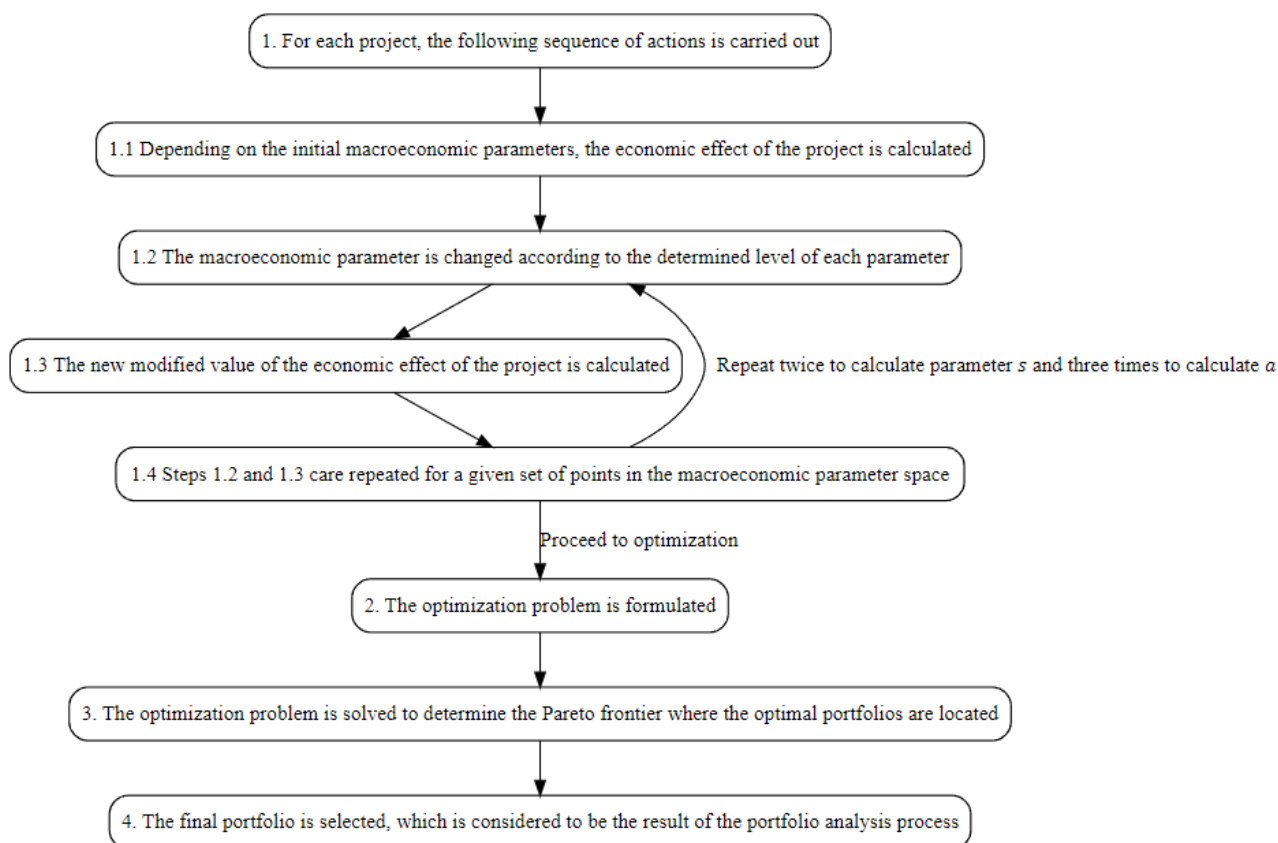 1. For each project, the following sequence of actions is carried out
1.1 Depending on the initial macroeconomic parameters, the economic effect of the project is calculated
1.2 The macroeconomic parameter is changed according to the determined level of each parameter
1.3 The new modified value of the economic effect of the project is calculated
Repeat twice to calculate parameter s and three times to calculate a
1.4 Steps 1.2 and 1.3 care repeated for a given set of points in the macroeconomic parameter space
Proceed to optimization
2. The optimization problem is formulated
3. The optimization problem is solved to determine the Pareto frontier where the optimal portfolios are located
4. The final portfolio is selected, which is considered to be the result of the portfolio analysis process